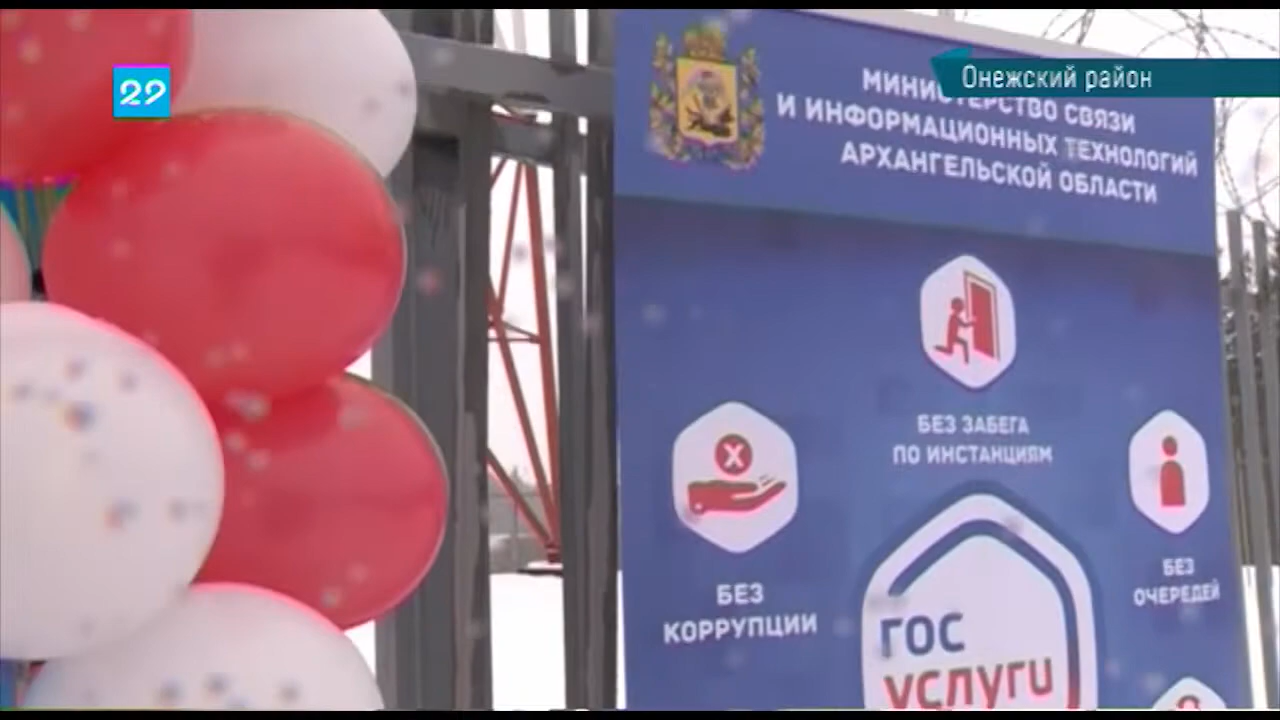 29
Онежский район
МИНИСТЕРСТВО СВЯЗИ
И ИНФОРМАЦИОННЫХ ТЕХНОЛОГИЙ
АРХАНГЕЛЬСКОЙ ОБЛАСТИ
БЕЗ ЗАБЕГА
ПО ИНСТАНЦИЯМ
X
БЕЗ
КОРРУПЦИИ
БЕЗ
ОЧЕРЕДЕЙ
ГОС
УСЛУГИ